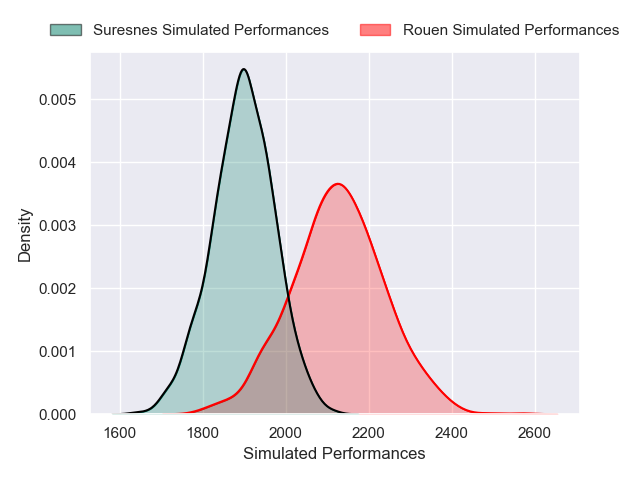 Suresnes Simulated Performances
Rouen Simulated Performances
Density
0.005
0.004
0.003
0.002
0.001
0.000
1600 1800 2000 2200 2400 2600
Simulated Performances